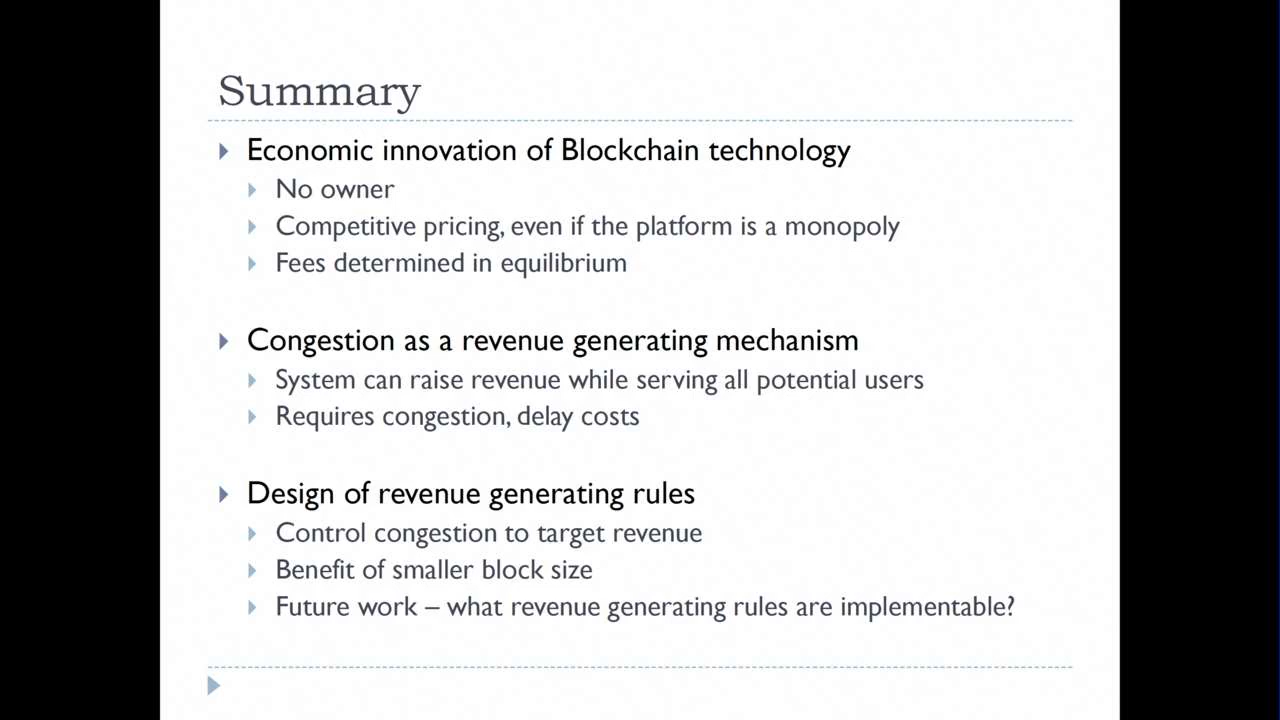 Summary
Economic innovation of Blockchain technology
No owner
Competitive pricing, even if the platform is a monopoly
Fees determined in equilibrium
Congestion as a revenue generating mechanism
System can raise revenue while serving all potential users
Requires congestion, delay costs
Design of revenue generating rules
Control congestion to target revenue
Benefit of smaller block size
Future work – what revenue generating rules are implementable?